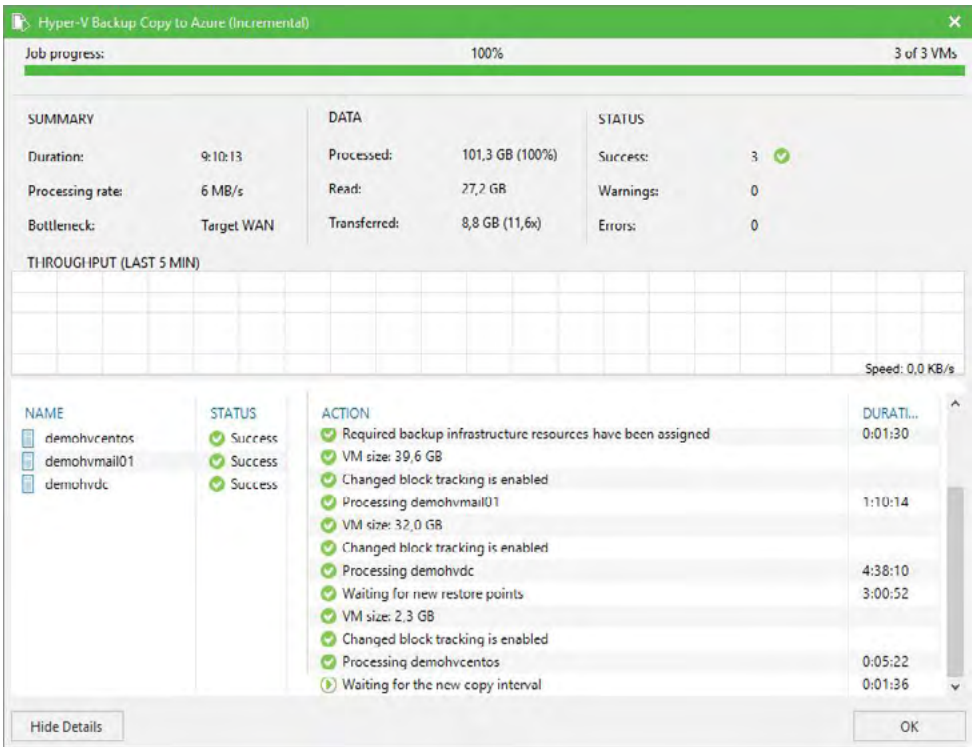 Hyper-V Backup Copy to Azure (Incremental)
Job progress: 100% 3 of 3 VMs
SUMMARY DATA STATUS
Duration: 9:10:13 Processed: 101,3 GB (100%) Success: 3
Processing rate: 6 MB/s Read: 27,2 GB Warnings: 0
Bottleneck: Target WAN Transferred: 8,8 GB (11,6x) Errors: 0
THROUGHPUT (LAST 5 MIN)
Speed: 0,0 KB/s
NAME STATUS ACTION DURATI...
demohvcentos Success Required backup infrastructure resources have been assigned 0:01:30
demohvmail01 Success VM size: 39,6 GB
demohvdc Success Changed block tracking is enabled
Processing demohvmail01 1:10:14
VM size: 32,0 GB
Changed block tracking is enabled
Processing demohvdc 4:38:10
Waiting for new restore points 3:00:52
VM size: 2,3 GB
Changed block tracking is enabled
Processing demohvcentos 0:05:22
Waiting for the new copy interval 0:01:36
Hide Details OK